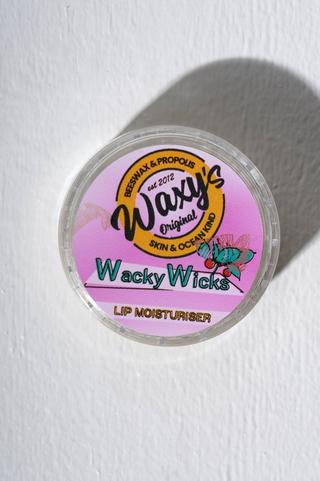 BEESWAX & PROPOLIS
est 2012
Waxy's
Original
SKIN & OCEAN KIND
Wacky Wicks
LIP MOISTURISER